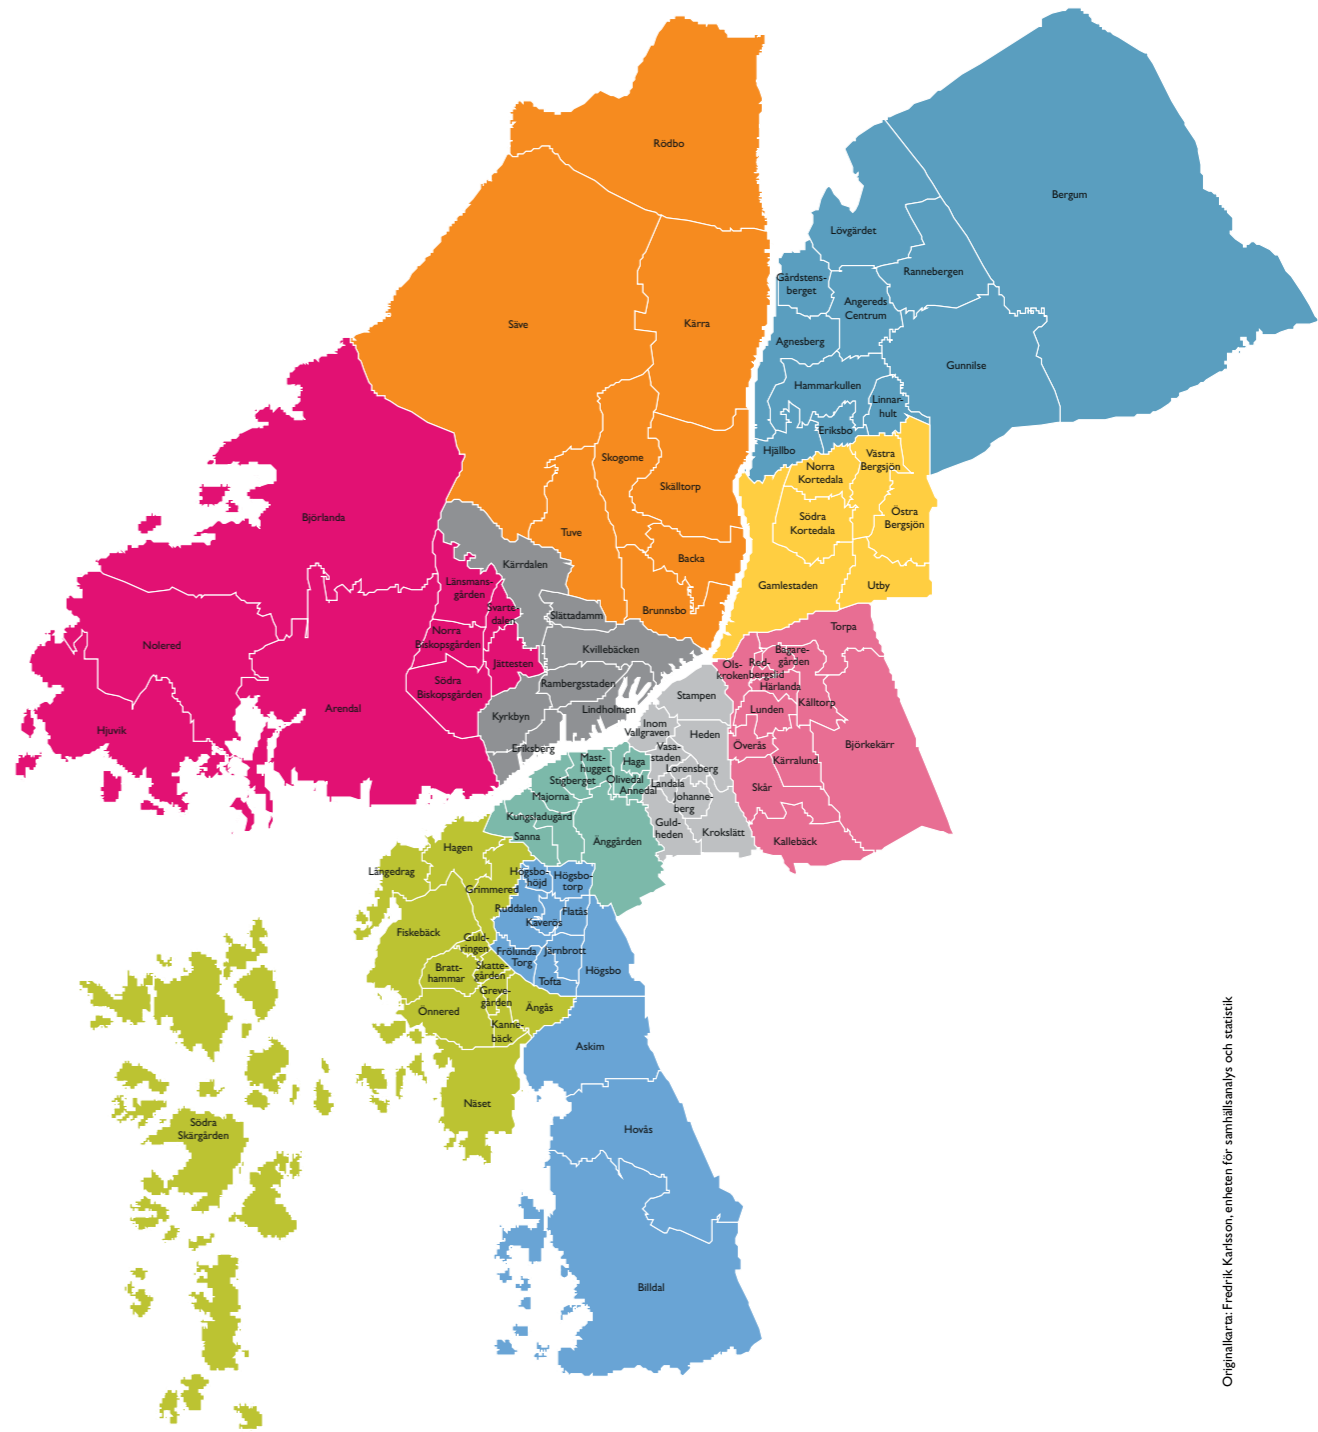 Rödbo
Bergum
Lövgärdet
Rannebergen
Gårdstens-
berget
Angereds
Centrum
Säve
Kärra
Agnesberg
Gunnilse
Hammarkullen
Linnar-
hult
Eriksbo
Hjällbo
Västra
Bergsjön
Norra
Kortedala
Skogome
Skälltorp
Östra
Bergsjön
Södra
Kortedala
Björlanda
Tuve
Backa
Kärrdalen
Gamlestaden
Utby
Länsmans-
gården
Svarte-
dalen
Slättadamm
Brunnsbo
Torpa
Norra
Biskopsgården
Nolered
Kvillebäcken
Bagare-
gården
Jättesten
Ols-
kroken
Red-
bergslid
Härlanda
Södra
Biskopsgården
Rambergsstaden
Stampen
Kålltorp
Arendal
Lindholmen
Lunden
Kyrkbyn
Inom
Vallgraven
Heden
Hjuvik
Björkekärr
Eriksberg
Vasa-
staden
Överås
Mast-
hugget
Haga
Lorensberg
Kärralund
Stigberget
Olivedal
Annedal
Landala
Skår
Majorna
Johanne-
berg
Kungsladugård
Guld-
heden
Krokslätt
Sanna
Änggården
Kallebäck
Hagen
Långedrag
Högsbo-
höjd
Högsbo-
torp
Grimmered
Ruddalen
Flatås
Kaverös
Fiskebäck
Guld-
ringen
Frölunda
Torg
Järnbrott
Bratt-
hammar
Skatte-
gården
Högsbo
Tofta
Greve-
gården
Önnered
Ängås
Kanne-
bäck
Askim
Näset
Södra
Skärgården
Hovås
Billdal
Originalkarta: Fredrik Karlsson, enheten för samhällsanalys och statistik